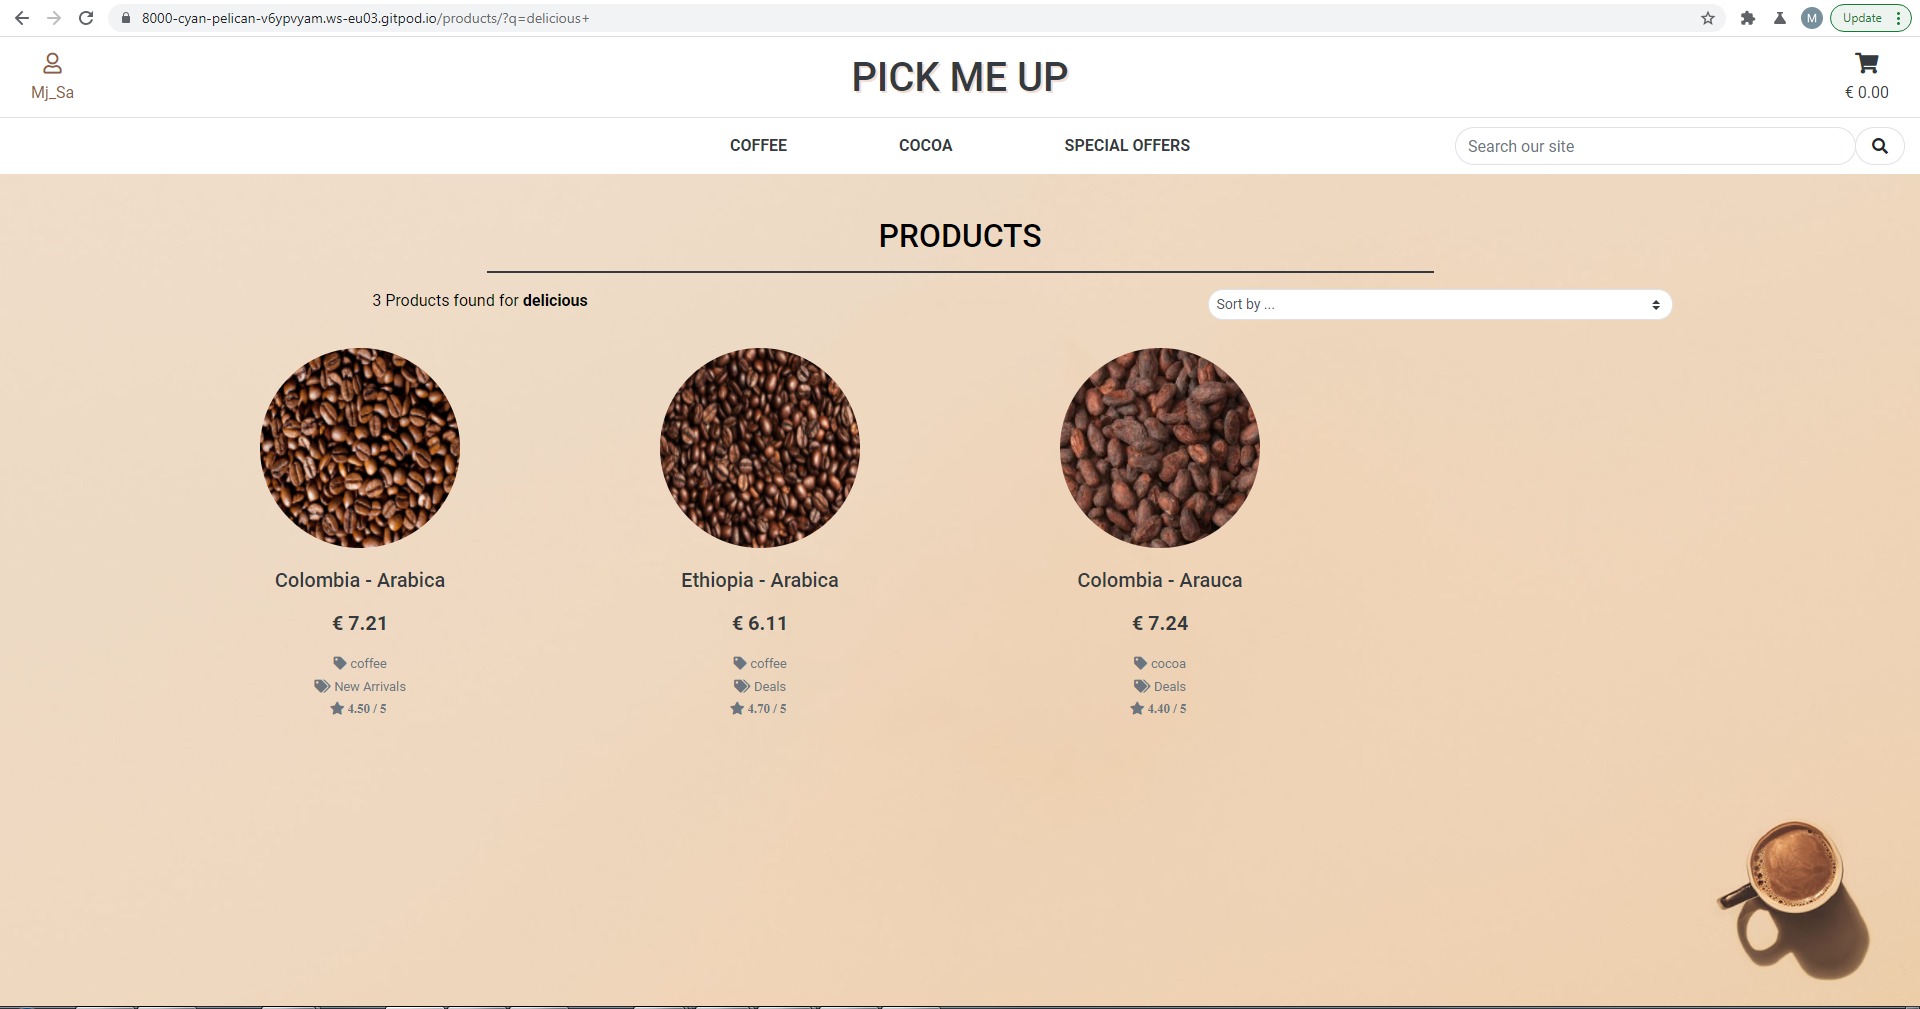 8000-cyan-pelican-v6ypvyam.ws-eu03.gitpod.io/products/?q=delicious+
M
Update
Mj_Sa
PICK ME UP
€ 0.00
COFFEE
COCOA
SPECIAL OFFERS
Search our site
PRODUCTS
3 Products found for delicious
Sort by ...
Colombia - Arabica
€ 7.21
coffee
New Arrivals
4.50 / 5
Ethiopia - Arabica
€ 6.11
coffee
Deals
4.70 / 5
Colombia - Arauca
€ 7.24
cocoa
Deals
4.40 / 5